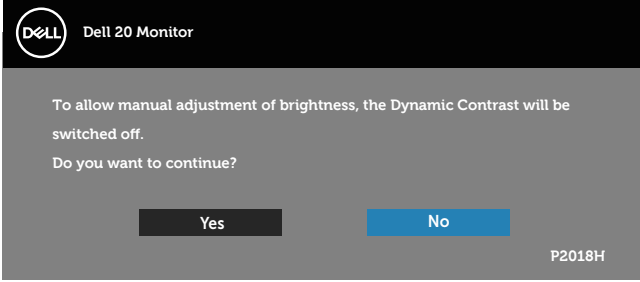 DELL
Dell 20 Monitor
To allow manual adjustment of brightness, the Dynamic Contrast will be
switched off.
Do you want to continue?
Yes
No
P2018H